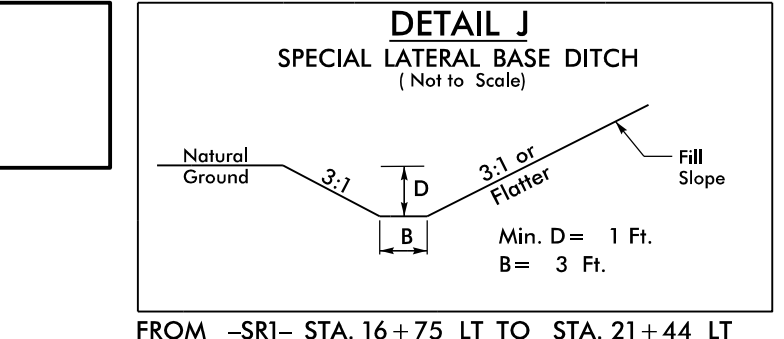 DETAIL J
SPECIAL LATERAL BASE DITCH
( Not to Scale)
Natural
Ground
3:1
D
3:1 or
Flatter
Fill
Slope
B
Min. D= 1 Ft.
B= 3 Ft.
FROM -SR1- STA. 16+75 LT TO STA. 21+44 LT